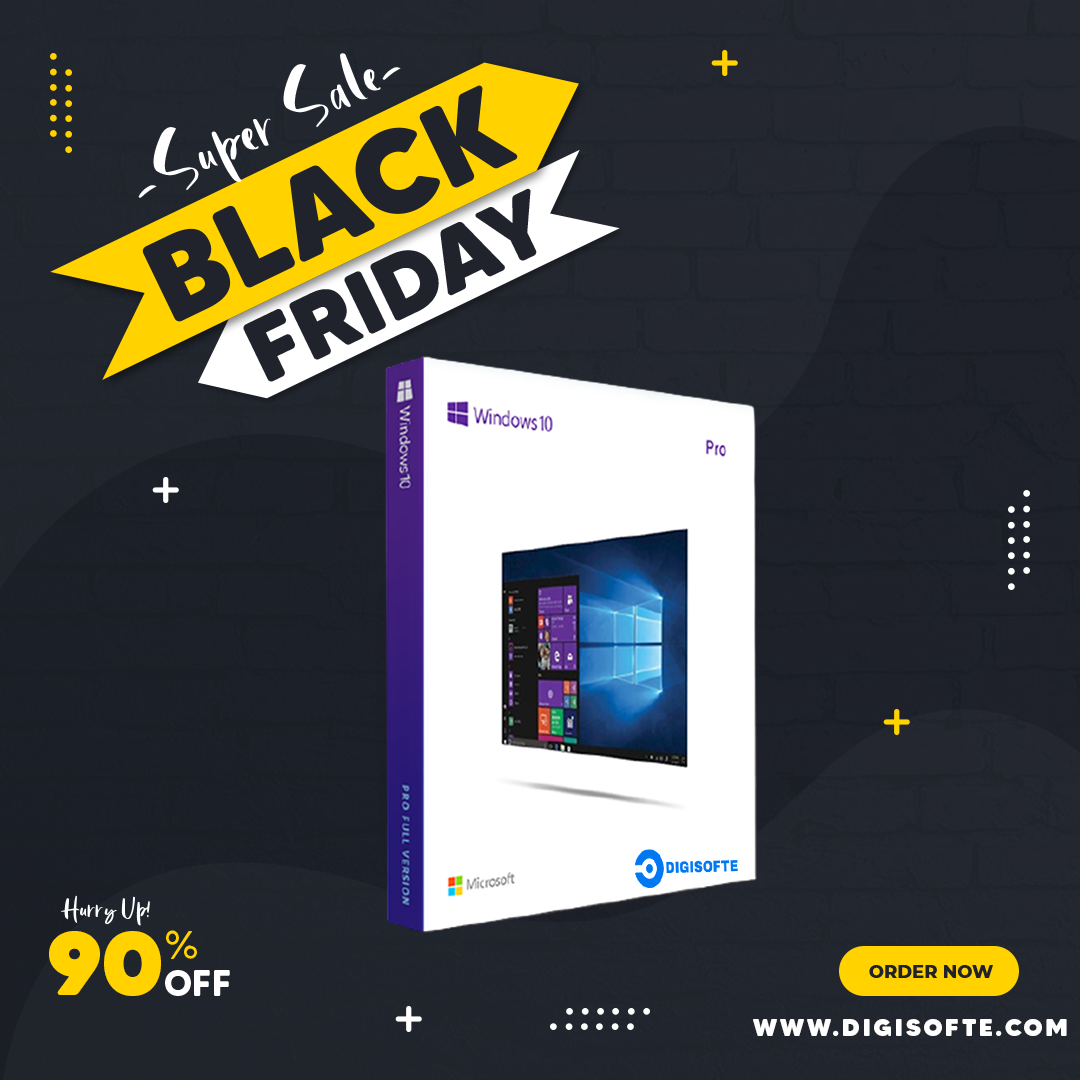 -Super Sale-
BLACK
FRIDAY
Windows 10
Windows 10
Pro
PRO FULL VERSION
Microsoft
DIGISOFTE
Hurry Up!
90%
OFF
ORDER NOW
WWW.DIGISOFTE.COM